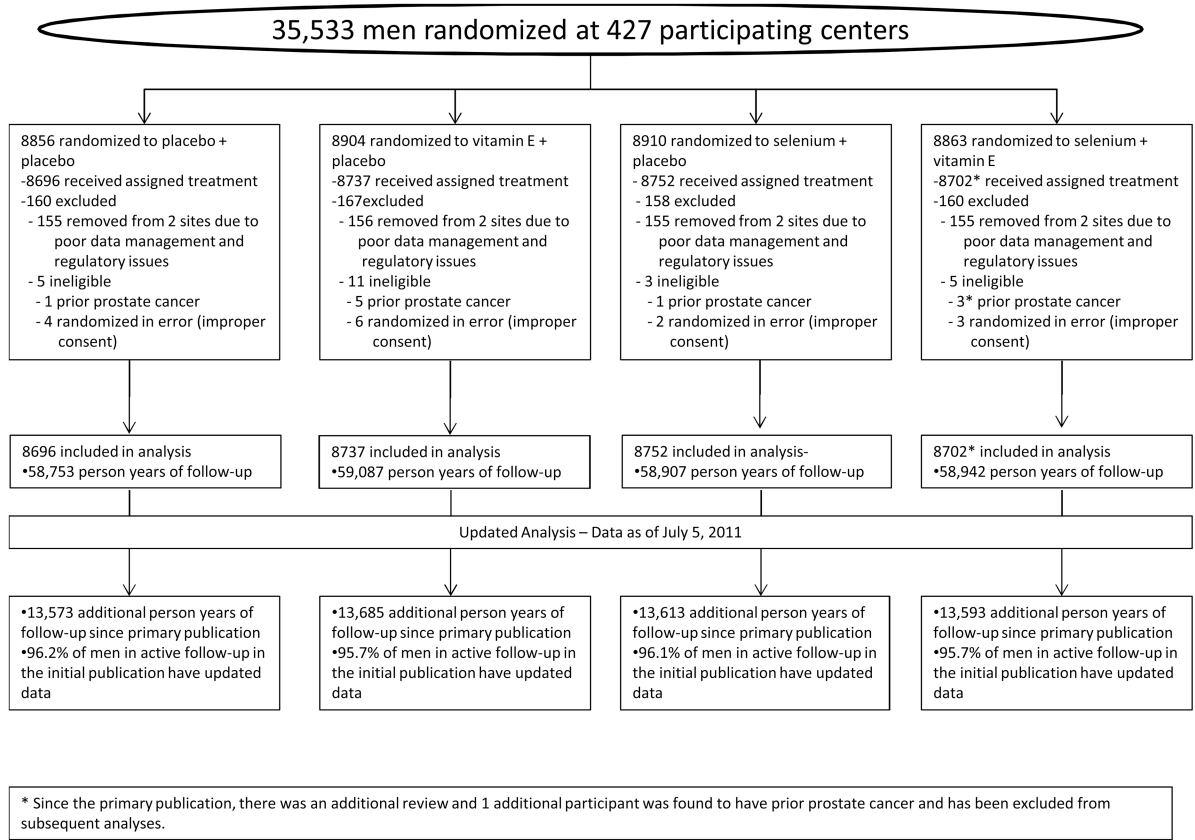 35,533 men randomized at 427 participating centers
8856 randomized to placebo +
placebo
-8696 received assigned treatment
-160 excluded
- 155 removed from 2 sites due to
poor data management and
regulatory issues
- 5 ineligible
- 1 prior prostate cancer
- 4 randomized in error (improper
consent)
8904 randomized to vitamin E +
placebo
-8737 received assigned treatment
-167excluded
- 156 removed from 2 sites due to
poor data management and
regulatory issues
- 11 ineligible
- 5 prior prostate cancer
- 6 randomized in error (improper
consent)
8910 randomized to selenium +
placebo
- 8752 received assigned treatment
- 158 excluded
- 155 removed from 2 sites due to
poor data management and
regulatory issues
- 3 ineligible
- 1 prior prostate cancer
- 2 randomized in error (improper
consent)
8863 randomized to selenium +
vitamin E
-8702* received assigned treatment
-160 excluded
- 155 removed from 2 sites due to
poor data management and
regulatory issues
- 5 ineligible
- 3* prior prostate cancer
- 3 randomized in error (improper
consent)
8696 included in analysis
•58,753 person years of follow-up
8737 included in analysis
•59,087 person years of follow-up
8752 included in analysis-
•58,907 person years of follow-up
8702* included in analysis
•58,942 person years of follow-up
Updated Analysis – Data as of July 5, 2011
•13,573 additional person years of
follow-up since primary publication
•96.2% of men in active follow-up in
the initial publication have updated
data
•13,685 additional person years of
follow-up since primary publication
•95.7% of men in active follow-up in
the initial publication have updated
data
•13,613 additional person years of
follow-up since primary publication
•96.1% of men in active follow-up in
the initial publication have updated
data
•13,593 additional person years of
follow-up since primary publication
•95.7% of men in active follow-up in
the initial publication have updated
data
* Since the primary publication, there was an additional review and 1 additional participant was found to have prior prostate cancer and has been excluded from
subsequent analyses.